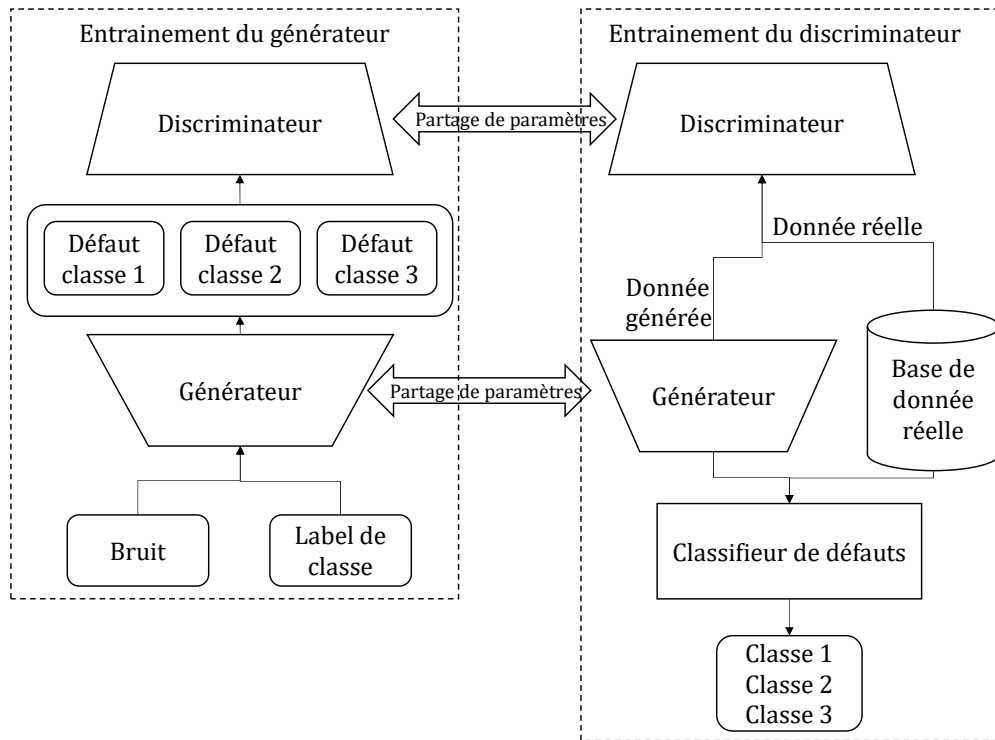 Entrainement du générateur
Discriminateur
Défaut
classe 1
Défaut
classe 2
Défaut
classe 3
Générateur
Bruit
Label de
classe
Partage de paramètres
Partage de paramètres
Entrainement du discriminateur
Discriminateur
Donnée réelle
Donnée
générée
Générateur
Base de
donnée
réelle
Classifieur de défauts
Classe 1
Classe 2
Classe 3